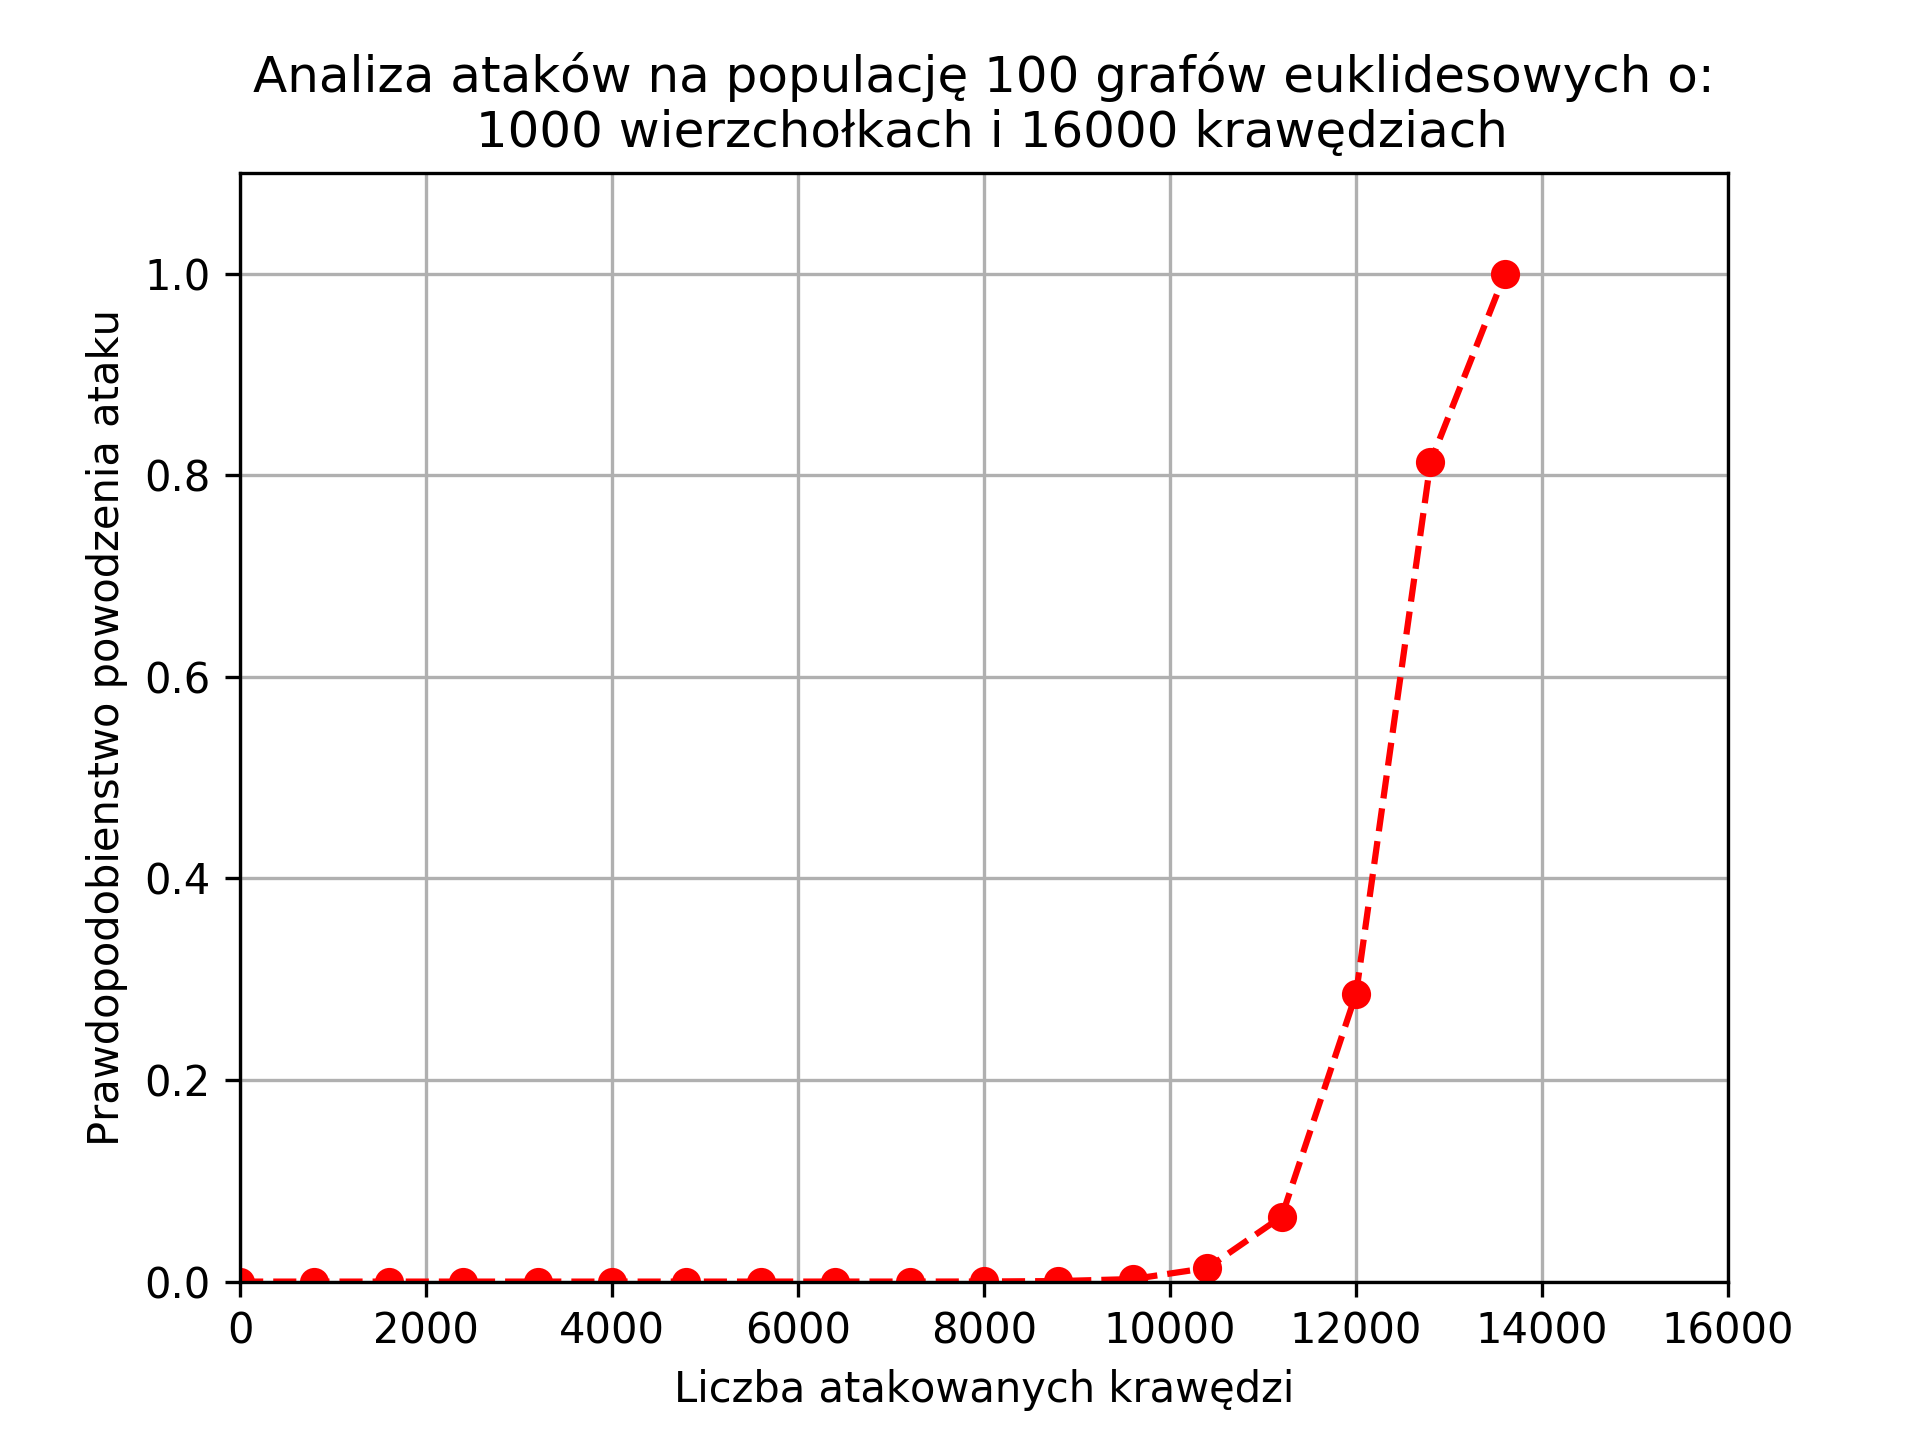 Analiza ataków na populację 100 grafów euklidesowych o:
1000 wierzchołkach i 16000 krawędziach
Prawdopodobienstwo powodzenia ataku
1.0
0.8
0.6
0.4
0.2
0.0
0 2000 4000 6000 8000 10000 12000 14000 16000
Liczba atakowanych krawędzi